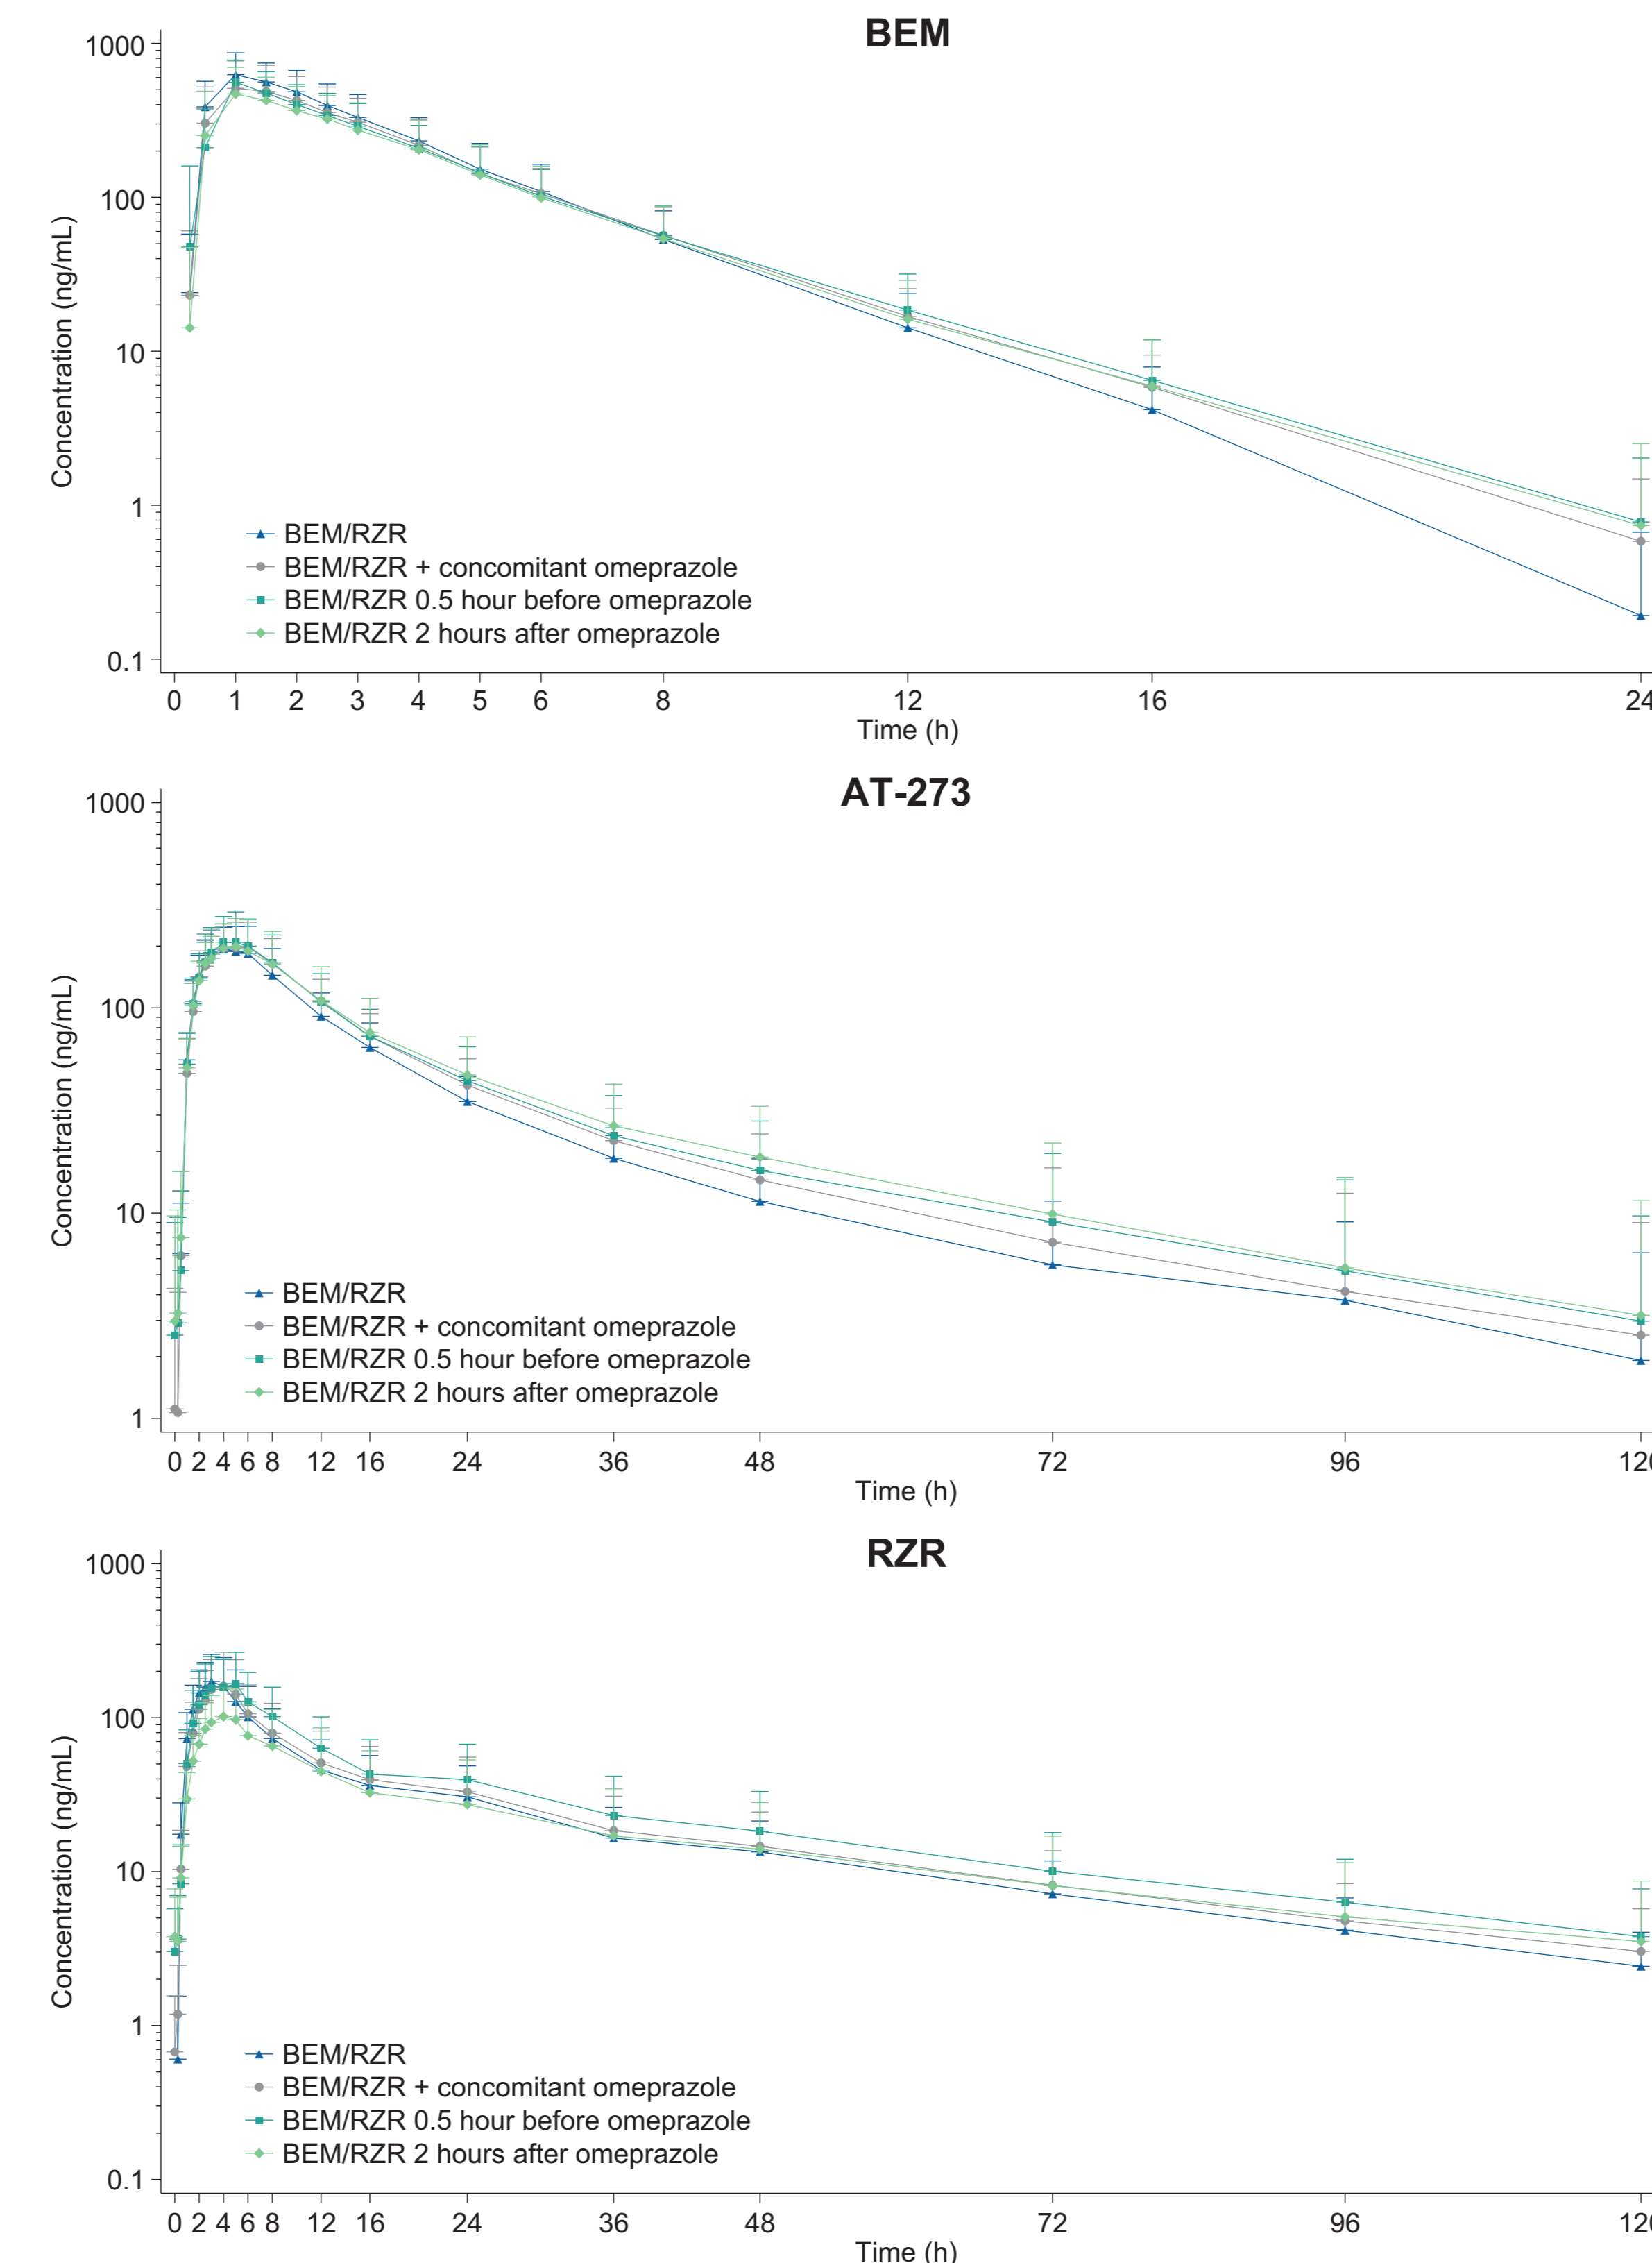 BEM
1000
100
10
1
0.1
Concentration (ng/mL)
BEM/RZR
BEM/RZR + concomitant omeprazole
BEM/RZR 0.5 hour before omeprazole
BEM/RZR 2 hours after omeprazole
0 1 2 3 4 5 6 8 12 16 24
Time (h)
AT-273
1000
100
10
1
Concentration (ng/mL)
BEM/RZR
BEM/RZR + concomitant omeprazole
BEM/RZR 0.5 hour before omeprazole
BEM/RZR 2 hours after omeprazole
0 2 4 6 8 12 16 24 36 48 72 96 120
Time (h)
RZR
1000
100
10
1
0.1
Concentration (ng/mL)
BEM/RZR
BEM/RZR + concomitant omeprazole
BEM/RZR 0.5 hour before omeprazole
BEM/RZR 2 hours after omeprazole
0 2 4 6 8 12 16 24 36 48 72 96 120
Time (h)